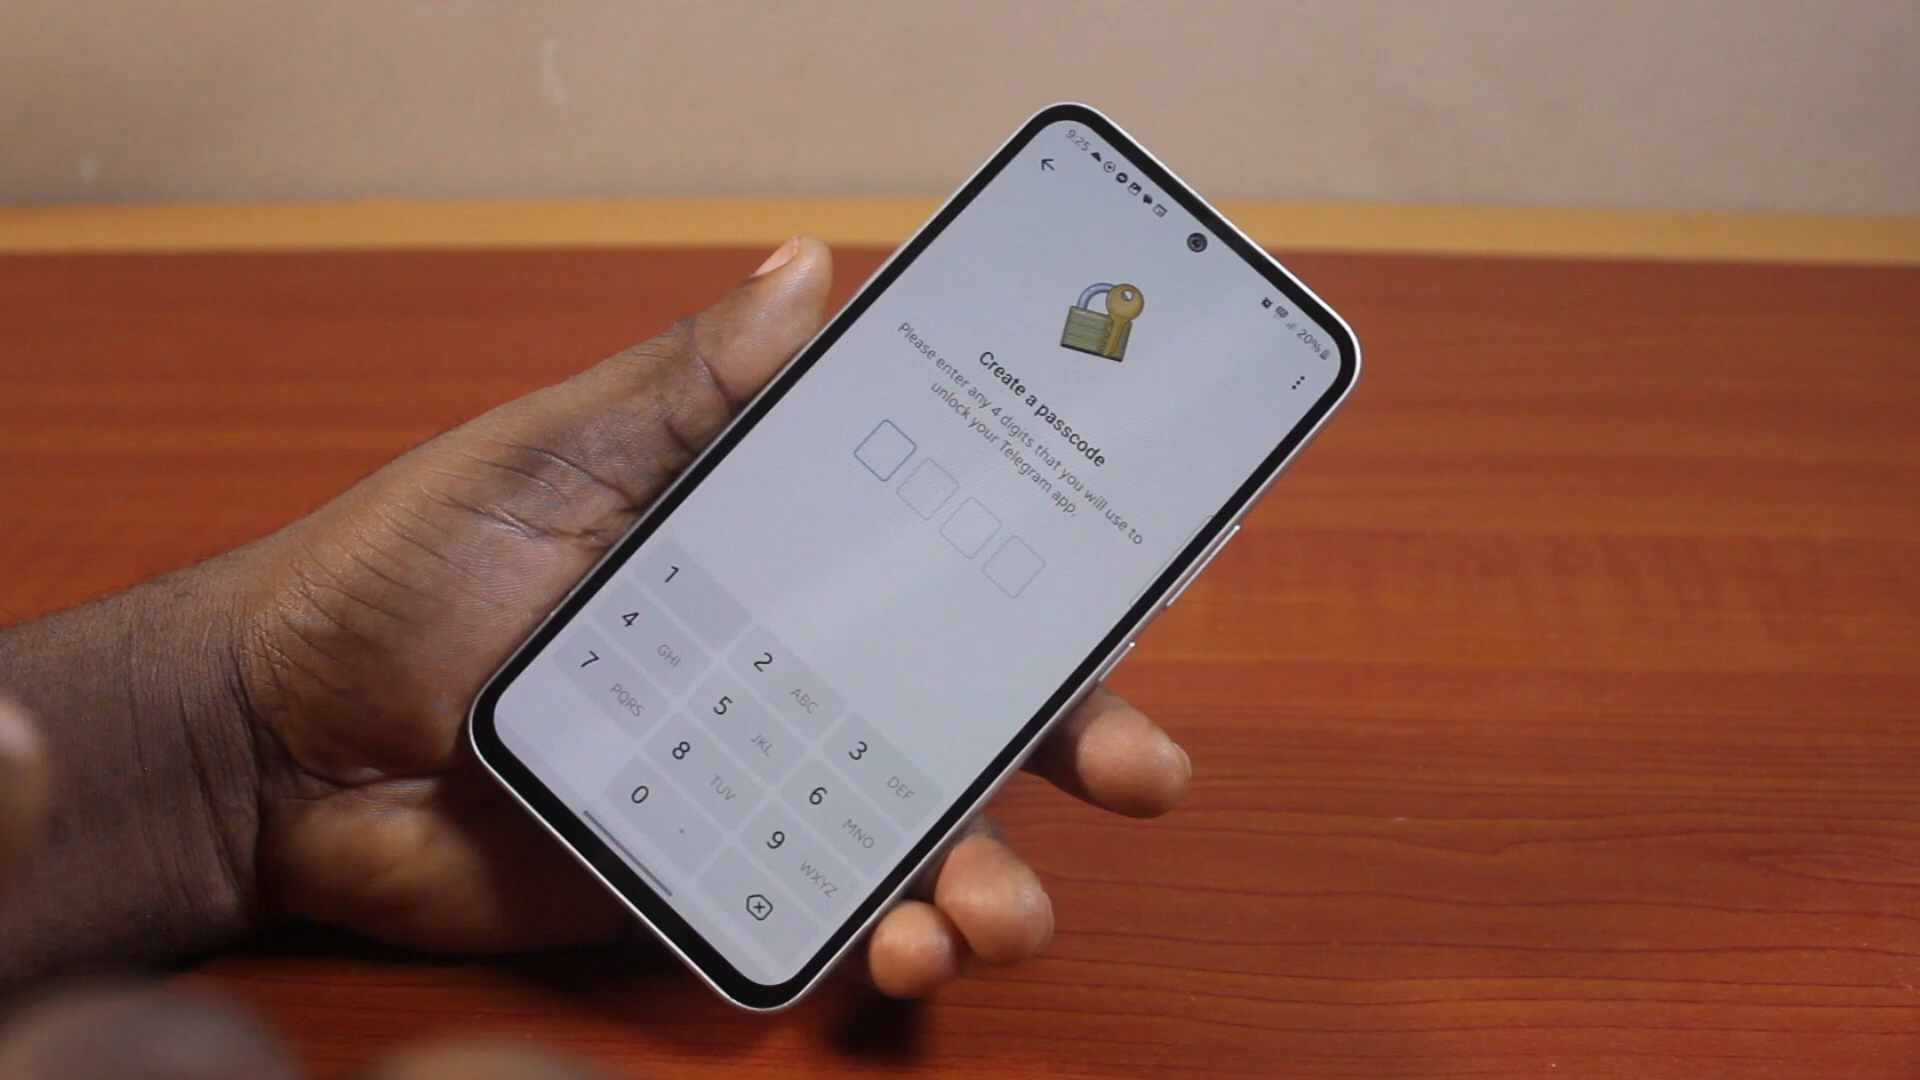 9:25
20%
Create a passcode
Please enter any 4 digits that you will use to
unlock your Telegram app.
1
2 ABC
3 DEF
4 GHI
5 JKL
6 MNO
7 PQRS
8 TUV
9 WXYZ
0